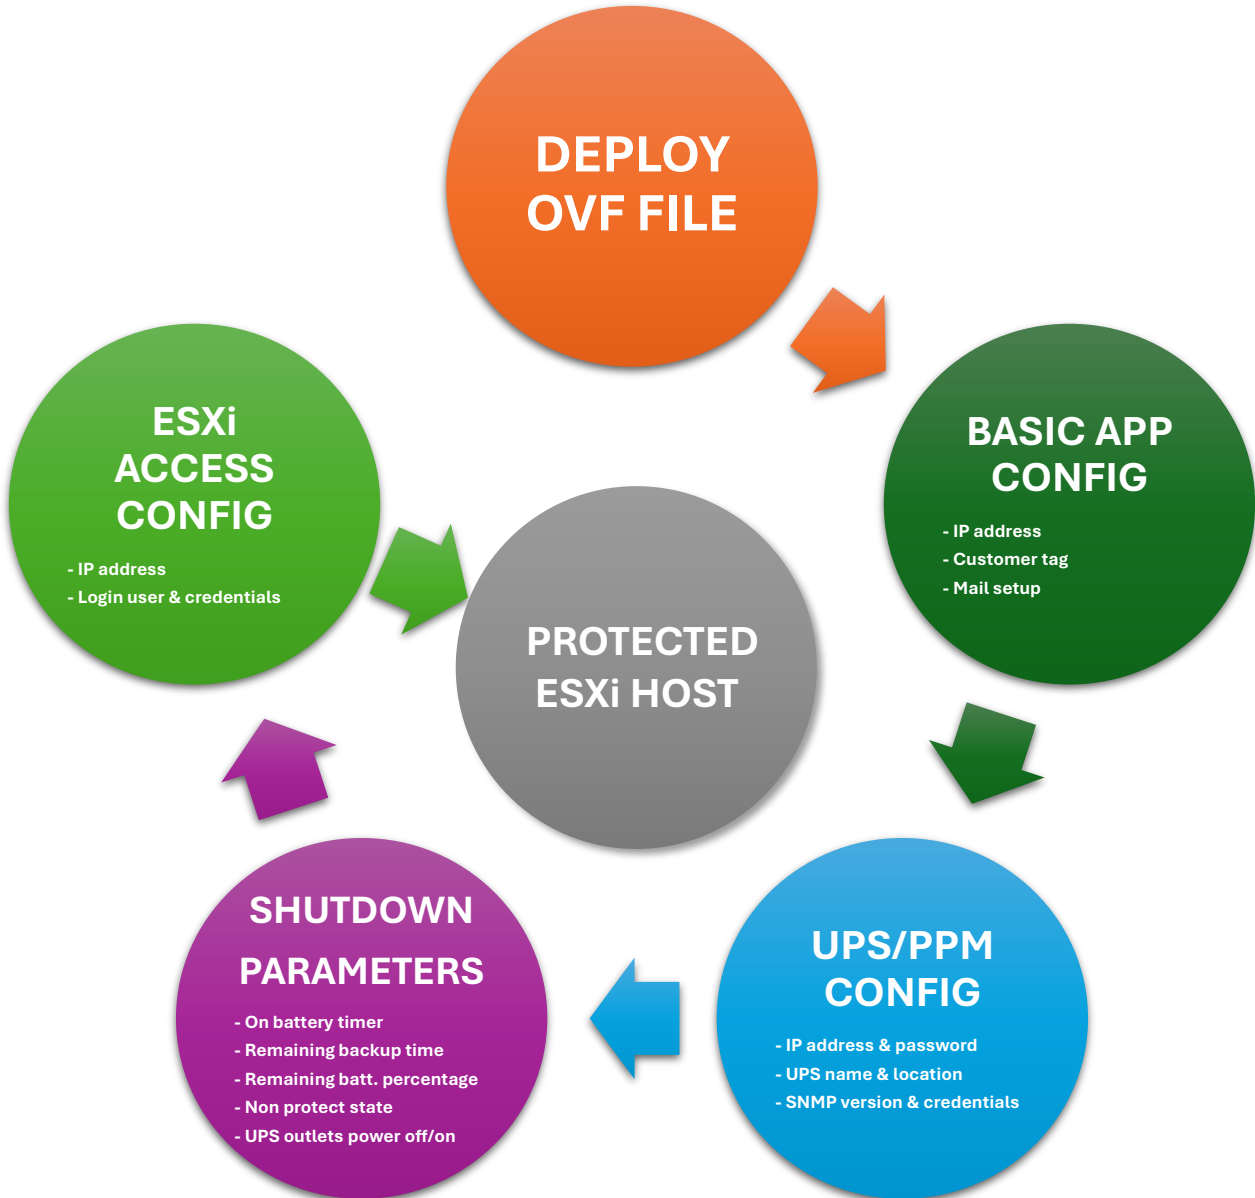 DEPLOY
OVF FILE
BASIC APP
CONFIG
- IP address
- Customer tag
- Mail setup
UPS/PPM
CONFIG
- IP address & password
- UPS name & location
- SNMP version & credentials
SHUTDOWN
PARAMETERS
- On battery timer
- Remaining backup time
- Remaining batt. percentage
- Non protect state
- UPS outlets power off/on
ESXi
ACCESS
CONFIG
- IP address
- Login user & credentials
PROTECTED
ESXi HOST